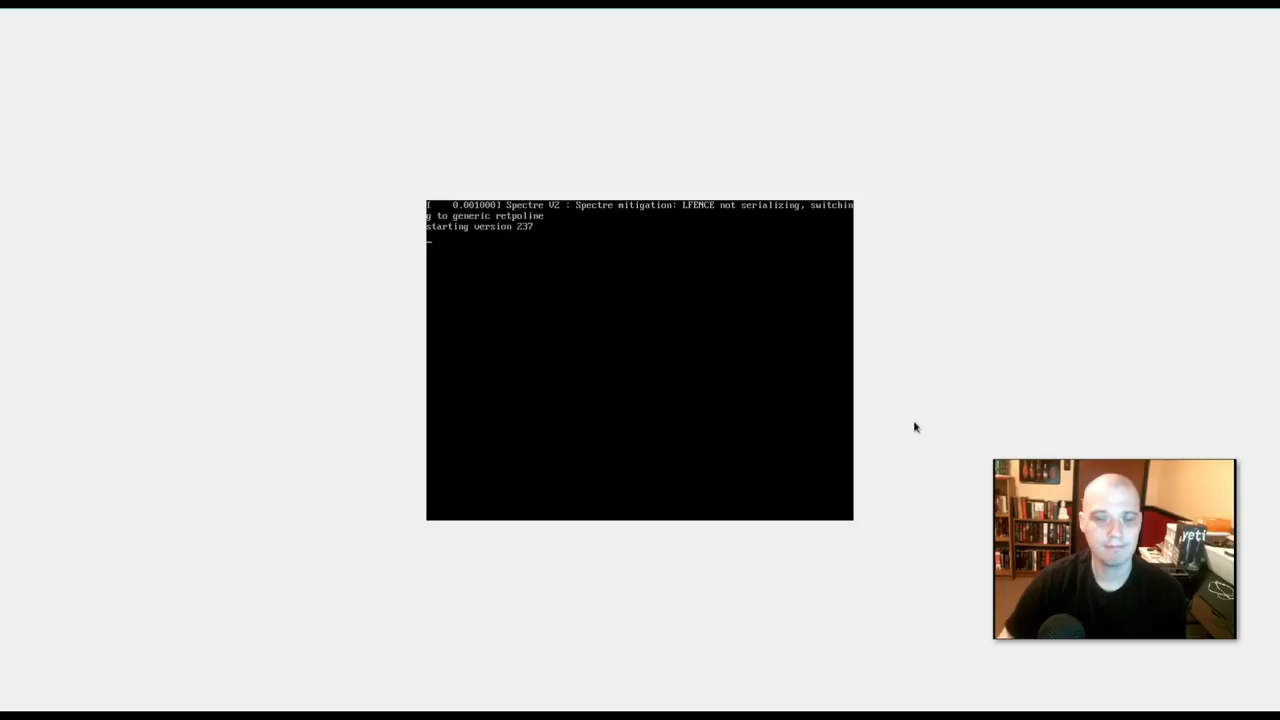 [    0.001000] Spectre V2 : Spectre mitigation: LFENCE not serializing, switchin
g to generic retpoline
starting version 237
yeti